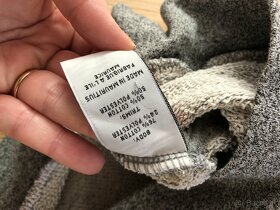 BODY:
76% COTTON
24% POLYESTER
TRIMS:
50% COTTON
50% POLYESTER
MADE IN MAURITIUS
FABRIQUE A L'ILE
MAURICE